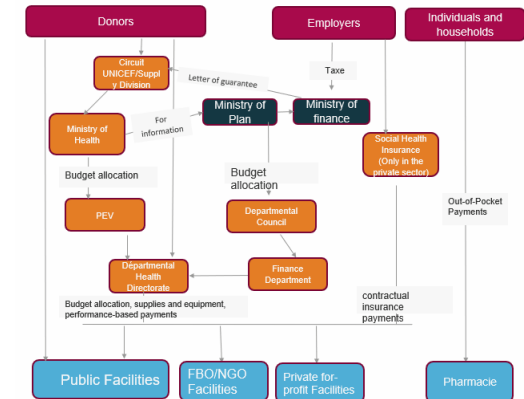 Donors
Employers
Individuals and
households
Circuit
UNICEF/Suppl
y Division
Letter of guarantee
Taxe
Ministry of
Health
For
information
Ministry of
Plan
Ministry of
finance
Social Health
Insurance
(Only in the
private sector)
Budget allocation
Budget
allocation
Out-of-Pocket
Payments
PEV
Departmental
Council
Departmental
Health
Directorate
Finance
Department
Budget allocation, supplies and equipment,
performance-based payments
contractual
insurance
payments
Public Facilities
FBO/NGO
Facilities
Private for-
profit Facilities
Pharmacie